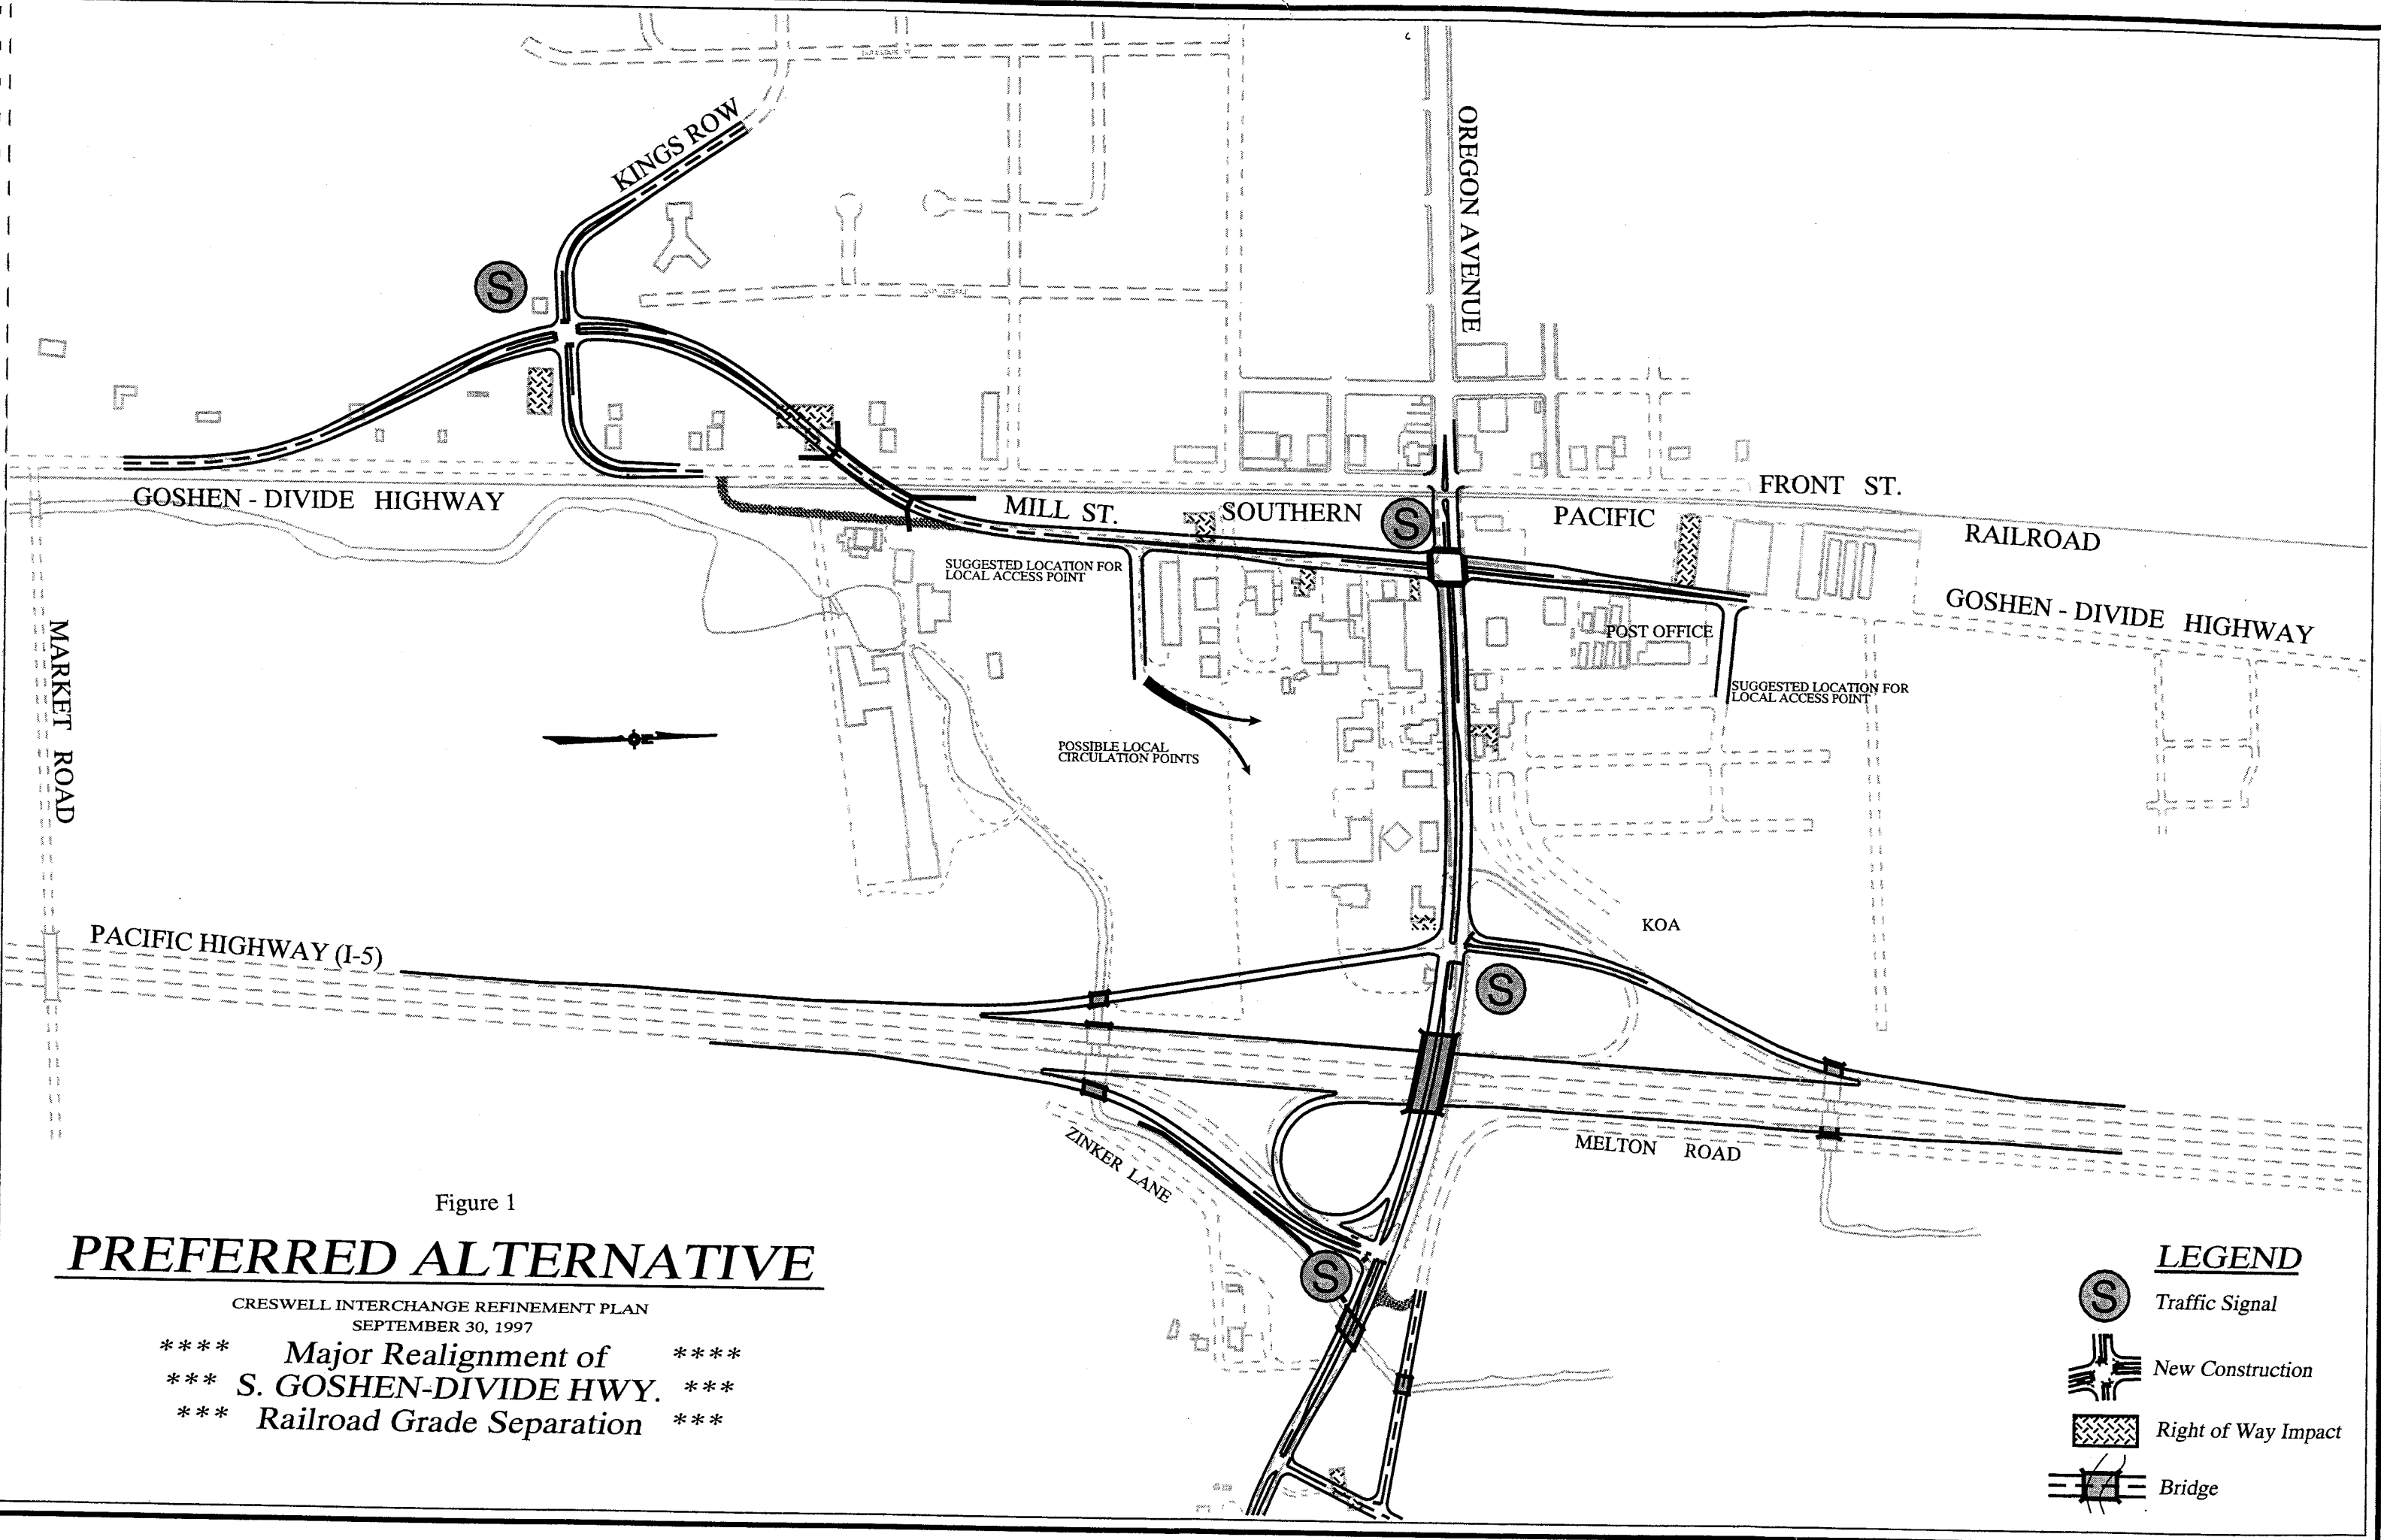 KINGS ROW
OREGON AVENUE
S
GOSHEN - DIVIDE HIGHWAY
MILL ST.
SOUTHERN
S
PACIFIC
FRONT ST.
RAILROAD
SUGGESTED LOCATION FOR
LOCAL ACCESS POINT
GOSHEN - DIVIDE HIGHWAY
POST OFFICE
MARKET ROAD
SUGGESTED LOCATION FOR
LOCAL ACCESS POINT
POSSIBLE LOCAL
CIRCULATION POINTS
KOA
PACIFIC HIGHWAY (I-5)
S
ZINKER LANE
MELTON ROAD
S
Figure 1
PREFERRED ALTERNATIVE
CRESWELL INTERCHANGE REFINEMENT PLAN
SEPTEMBER 30, 1997
**** Major Realignment of ****
*** S. GOSHEN-DIVIDE HWY. ***
*** Railroad Grade Separation ***
LEGEND
S Traffic Signal
New Construction
Right of Way Impact
Bridge